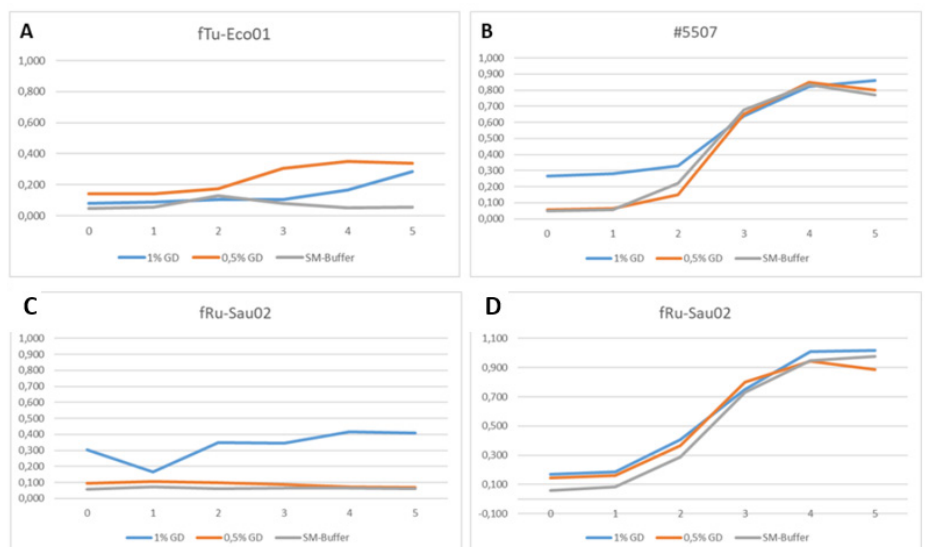 A
fTu-Eco01
1,000
0,800
0,600
0,400
0,200
0,000
0 1 2 3 4 5
1% GD 0,5% GD SM-Buffer
B
#5507
1,000
0,900
0,800
0,700
0,600
0,500
0,400
0,300
0,200
0,100
0,000
0 1 2 3 4 5
1% GD 0,5% GD SM-Buffer
C
fRu-Sau02
1,000
0,900
0,800
0,700
0,600
0,500
0,400
0,300
0,200
0,100
0,000
0 1 2 3 4 5
1% GD 0,5% GD SM-Buffer
D
fRu-Sau02
1,100
0,900
0,700
0,500
0,300
0,100
-0,100
0 1 2 3 4 5
1% GD 0,5% GD SM-Buffer